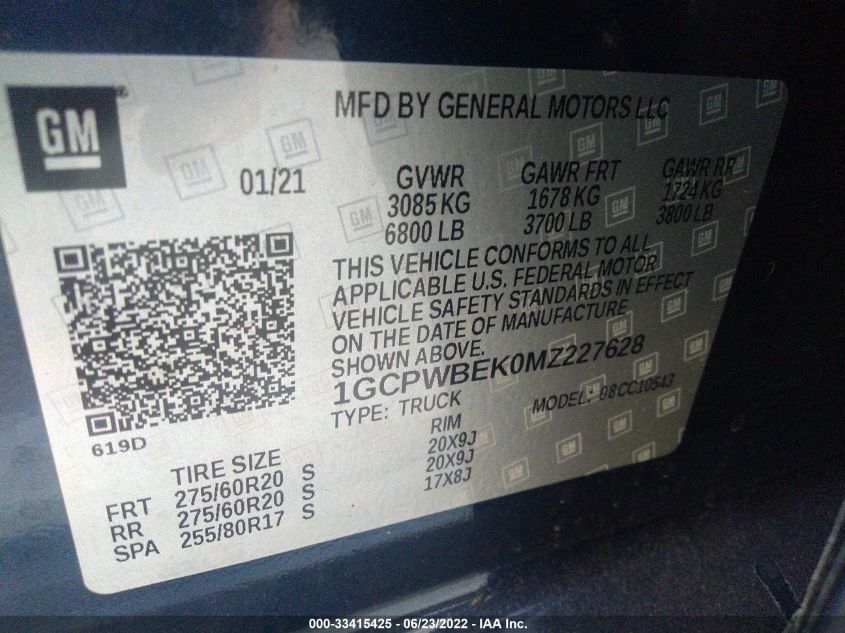 GM
MFD BY GENERAL MOTORS LLC
01/21
GVWR GAWR FRT GAWR RR
3085 KG 1678 KG 1724 KG
6800 LB 3700 LB 3800 LB
THIS VEHICLE CONFORMS TO ALL
APPLICABLE U.S. FEDERAL MOTOR
VEHICLE SAFETY STANDARDS IN EFFECT
ON THE DATE OF MANUFACTURE
SHOWN ABOVE.
1GCPWBEK0MZ227628
TYPE: TRUCK MODEL: 08CC10543
619D
TIRE SIZE RIM
FRT 275/60R20 S 20X9J
RR 275/60R20 S 20X9J
SPA 255/80R17 S 17X8J
000-33415425 - 06/23/2022 - IAA Inc.